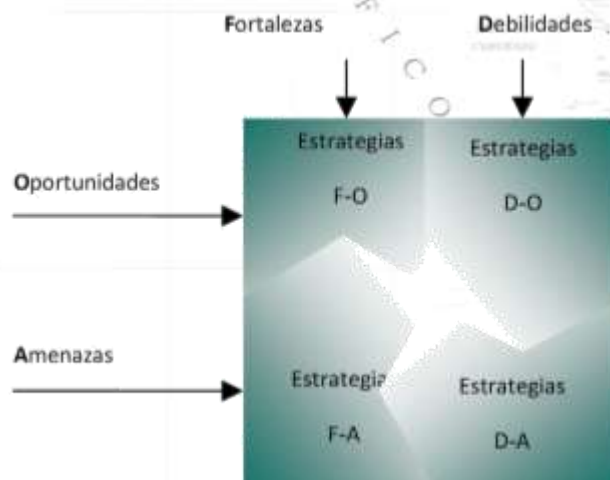 Fortalezas Debilidades
F I C O
Estrategias Estrategias
Oportunidades
F-O D-O
Amenazas
Estrategia Estrategias
F-A D-A